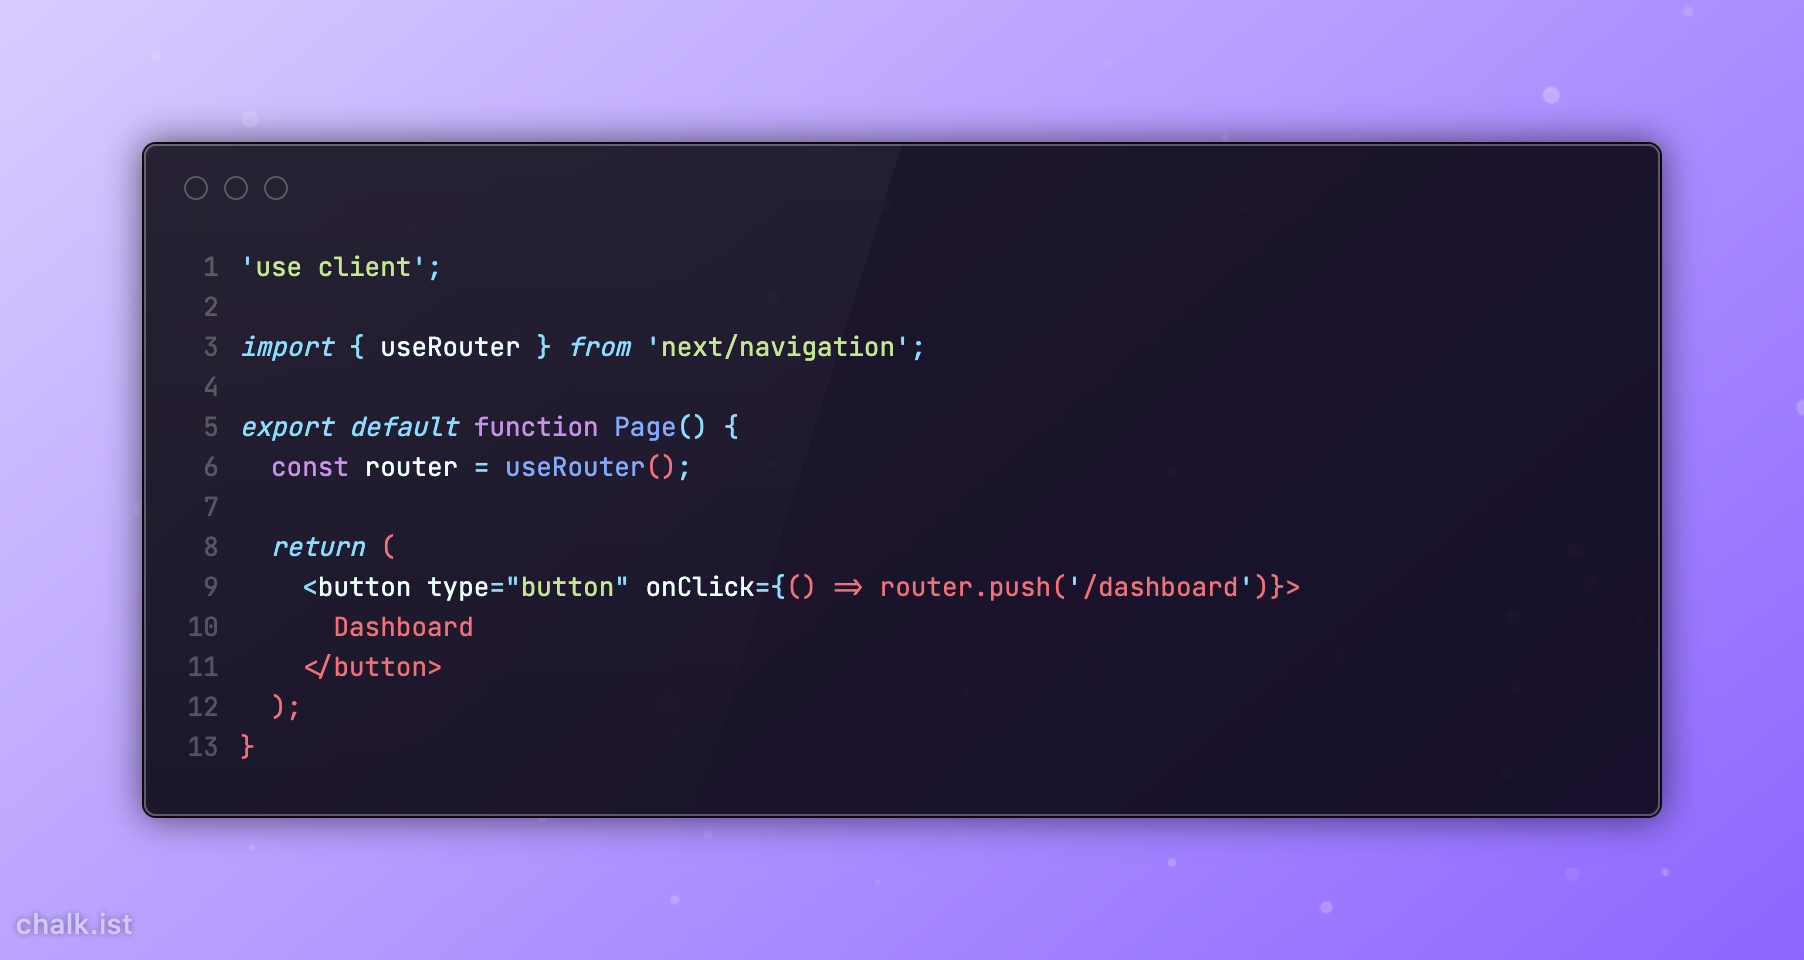 1 'use client';
2
3 import { useRouter } from 'next/navigation';
4
5 export default function Page() {
6   const router = useRouter();
7
8   return (
9     <button type="button" onClick={() => router.push('/dashboard')}>
10       Dashboard
11     </button>
12   );
13 }
chalk.ist